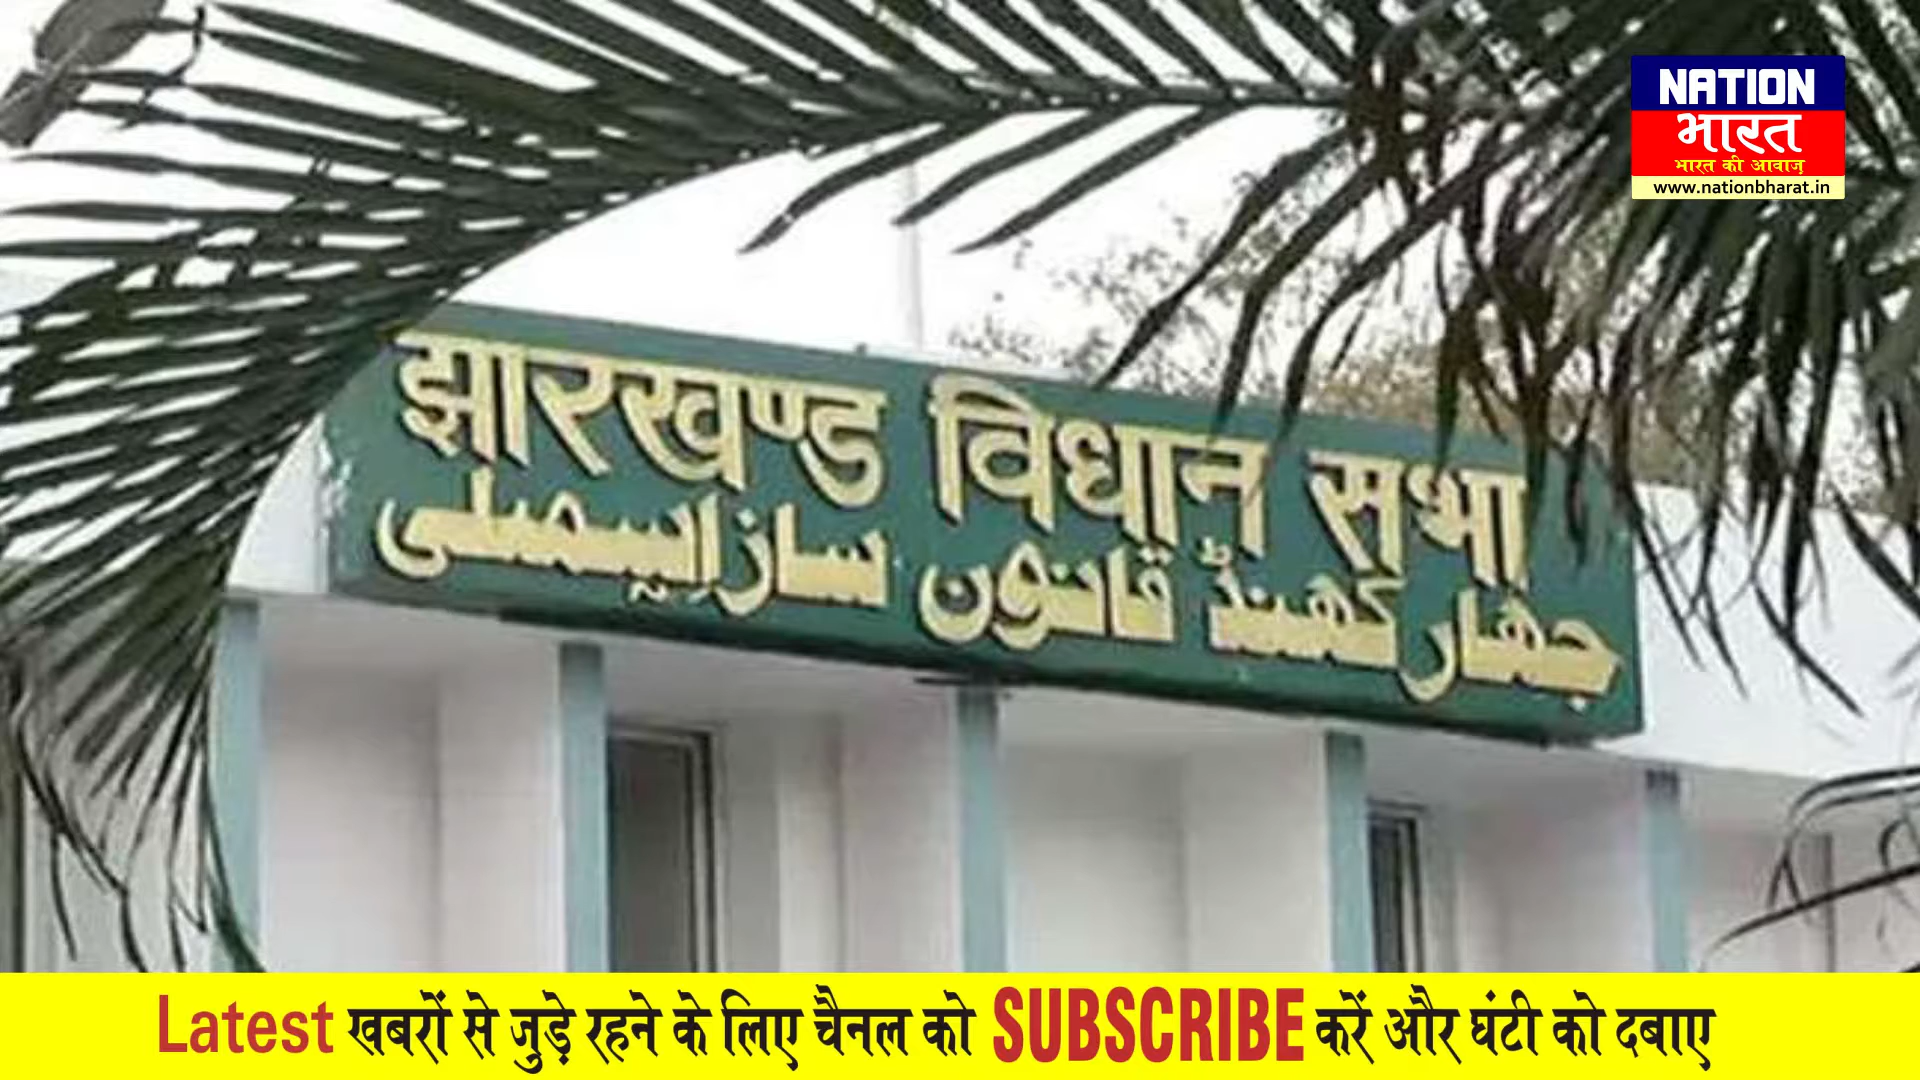 NATION
भारत
भारत की आवाज़
www.nationbharat.in
झारखण्ड विधान सभा
جھارکھنڈ قانون ساز اسمبلی
Latest खबरों से जुड़े रहने के लिए चैनल को SUBSCRIBE करें और घंटी को दबाए